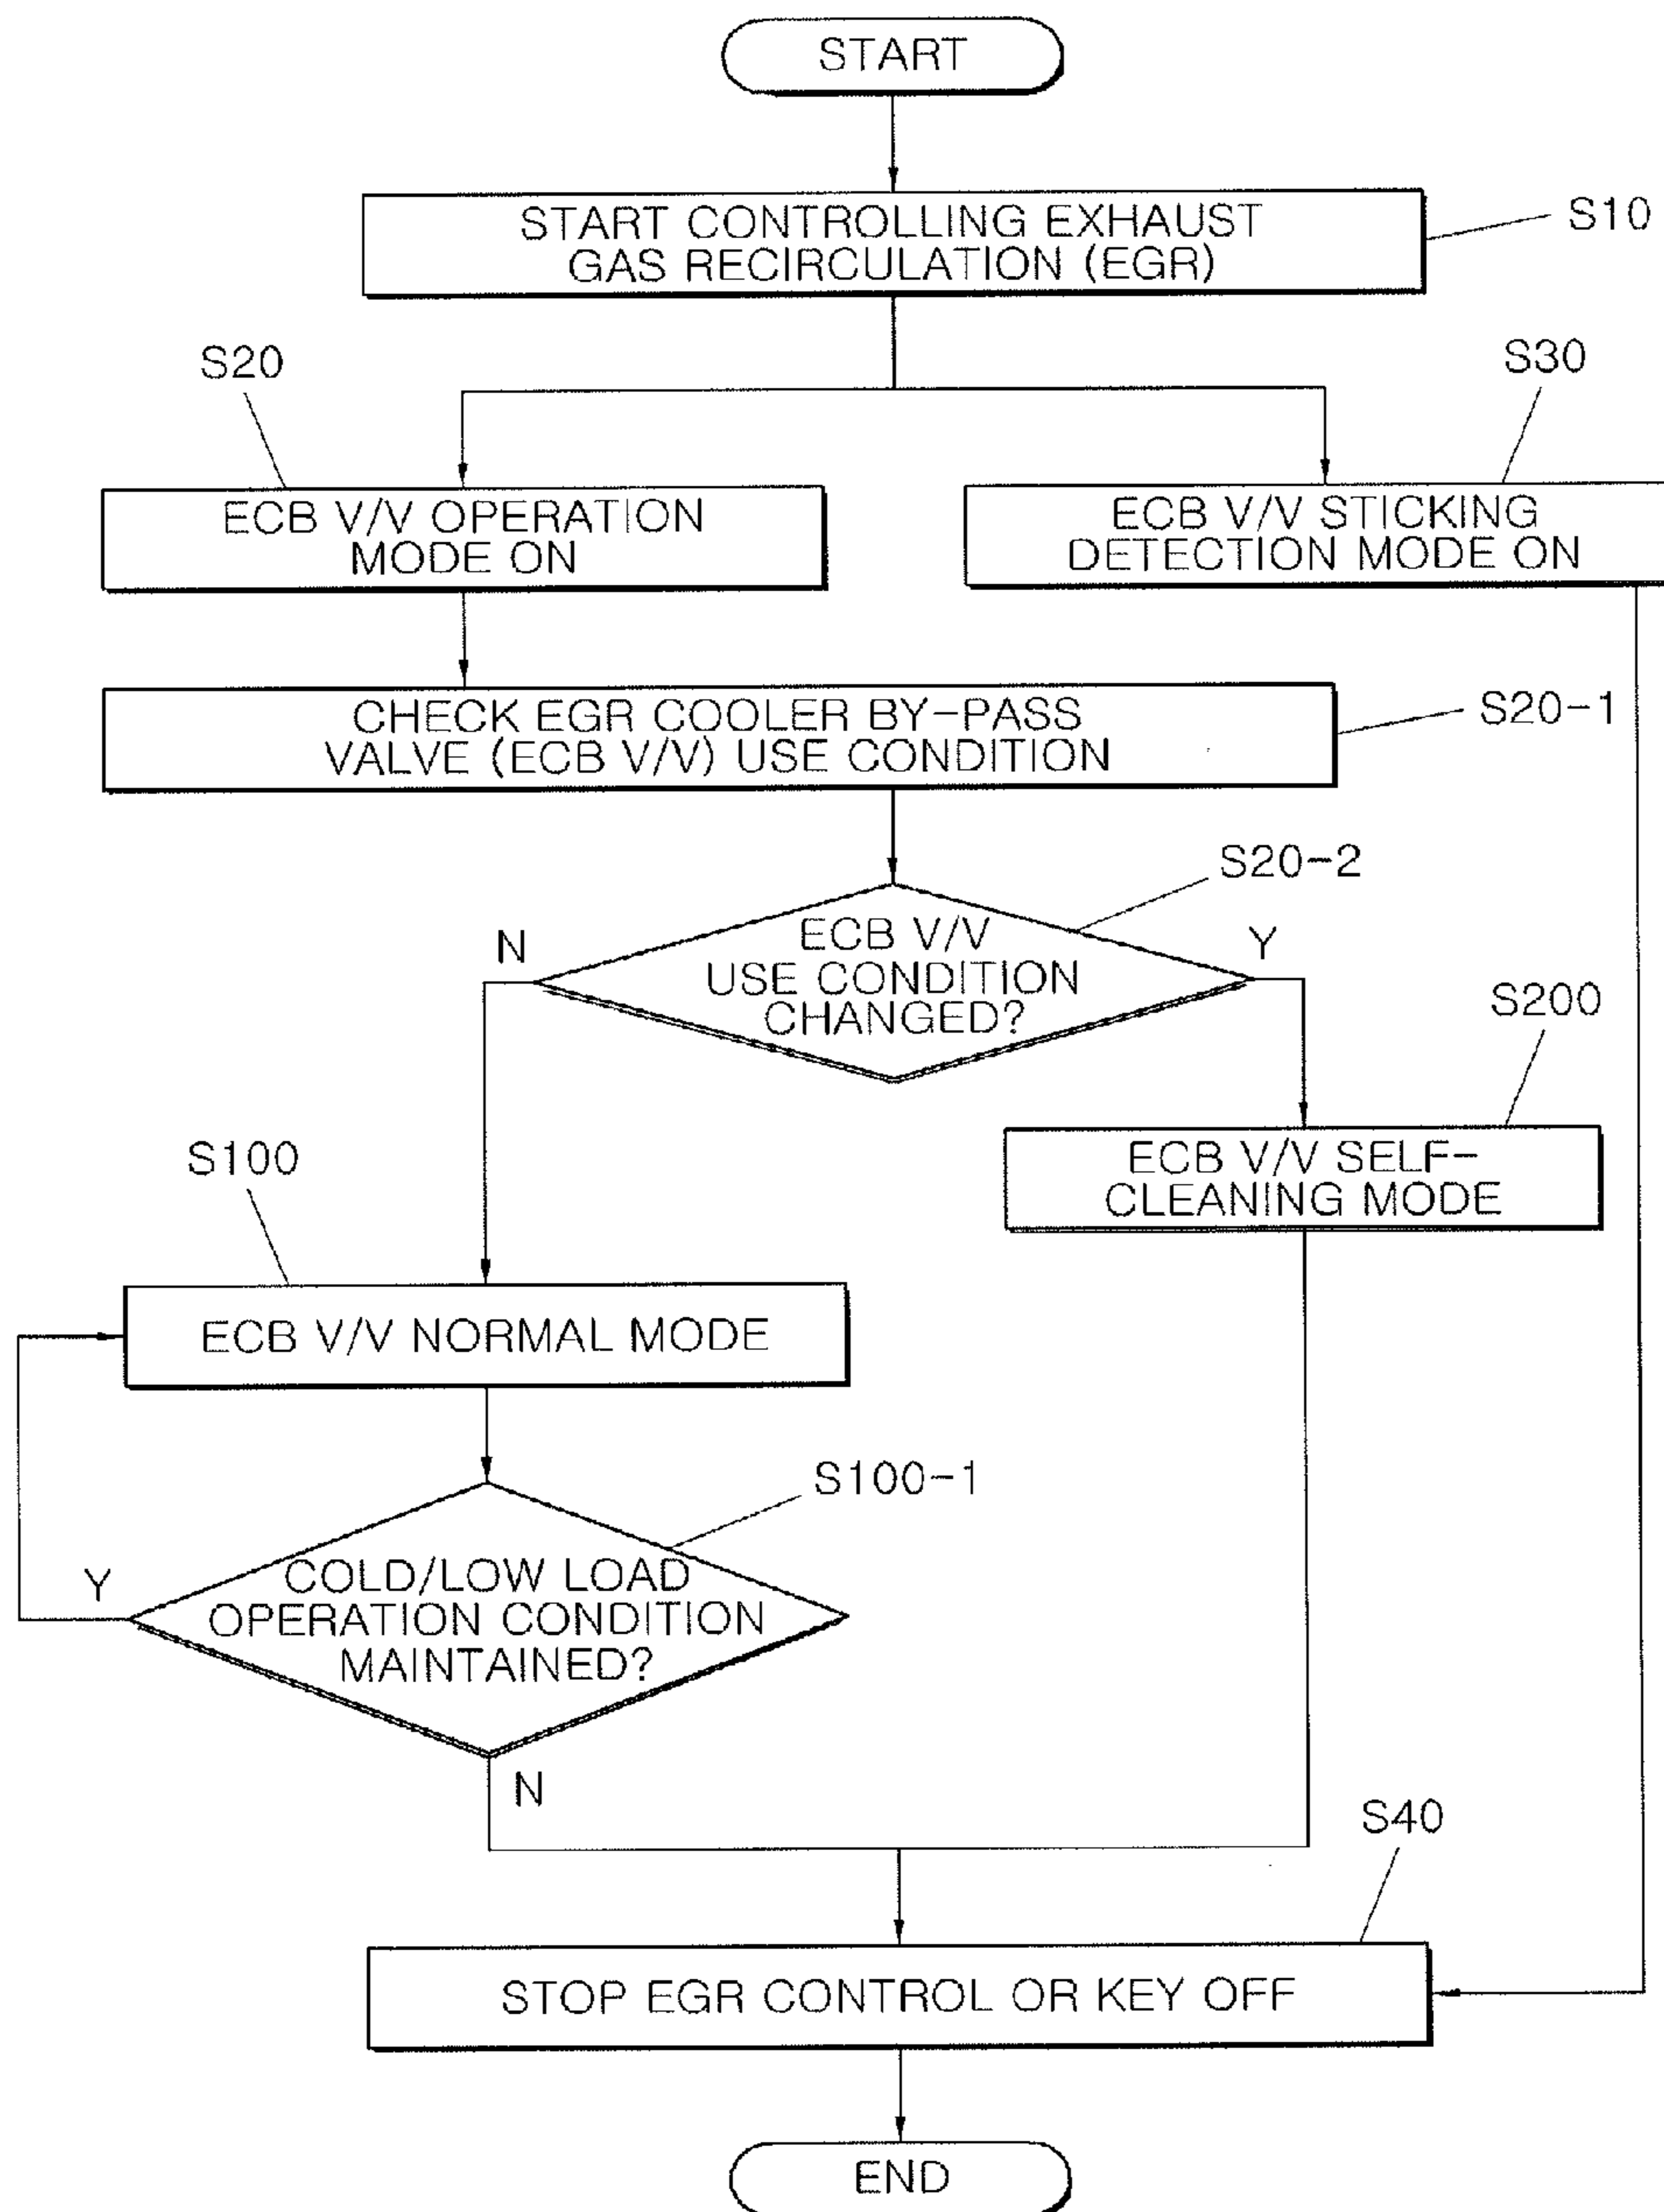 START
START CONTROLLING EXHAUST
GAS RECIRCULATION (EGR)
S10
S20
S30
ECB V/V OPERATION
MODE ON
ECB V/V STICKING
DETECTION MODE ON
CHECK EGR COOLER BY-PASS
VALVE (ECB V/V) USE CONDITION
S20-1
S20-2
N
ECB V/V
USE CONDITION
CHANGED?
Y
S200
ECB V/V SELF-
CLEANING MODE
S100
ECB V/V NORMAL MODE
S100-1
Y
COLD/LOW LOAD
OPERATION CONDITION
MAINTAINED?
N
S40
STOP EGR CONTROL OR KEY OFF
END